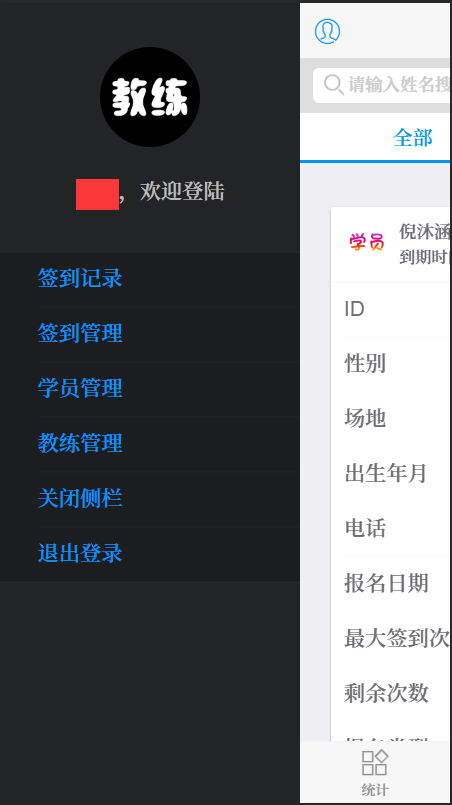 教练
，欢迎登陆
签到记录
签到管理
学员管理
教练管理
关闭侧栏
退出登录
请输入姓名搜
全部
学员
倪沐涵
到期时
ID
性别
场地
出生年月
电话
报名日期
最大签到次
剩余次数
统计